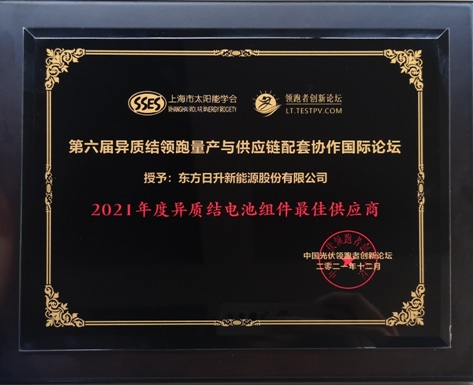 SSES 上海市太阳能学会 领跑者创新论坛
SHANGHAI SOLAR ENERGY SOCIETY LT.TESTPV.COM
第六届异质结领跑量产与供应链配套协作国际论坛
授予：东方日升新能源股份有限公司
2021年度异质结电池组件最佳供应商
中国光伏领跑者创新论坛
二零二一年十二月